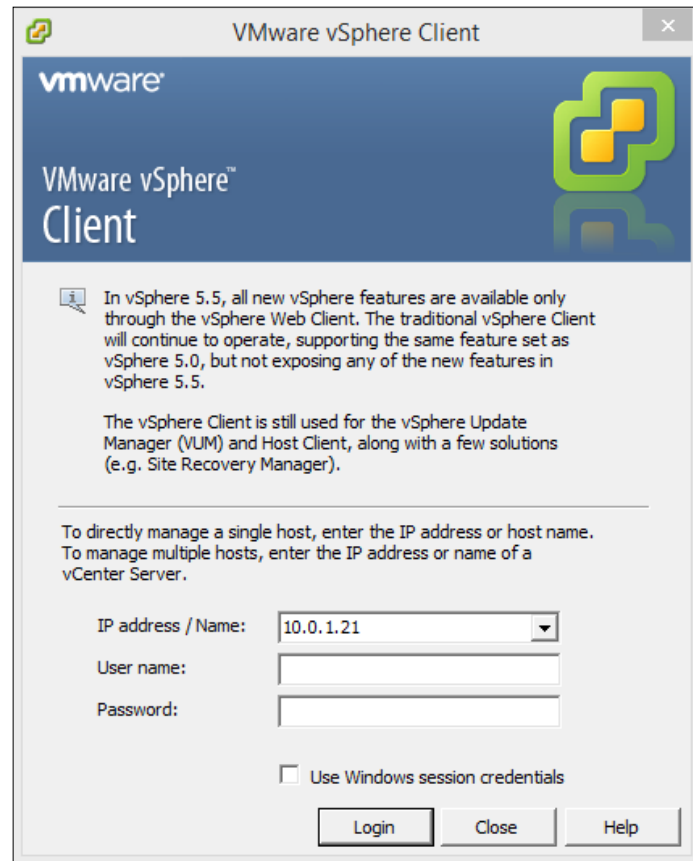 VMware vSphere Client
vmware®
VMware vSphere™
Client
In vSphere 5.5, all new vSphere features are available only
through the vSphere Web Client. The traditional vSphere Client
will continue to operate, supporting the same feature set as
vSphere 5.0, but not exposing any of the new features in
vSphere 5.5.
The vSphere Client is still used for the vSphere Update
Manager (VUM) and Host Client, along with a few solutions
(e.g. Site Recovery Manager).
To directly manage a single host, enter the IP address or host name.
To manage multiple hosts, enter the IP address or name of a
vCenter Server.
IP address / Name: 10.0.1.21
User name:
Password:
Use Windows session credentials
Login Close Help